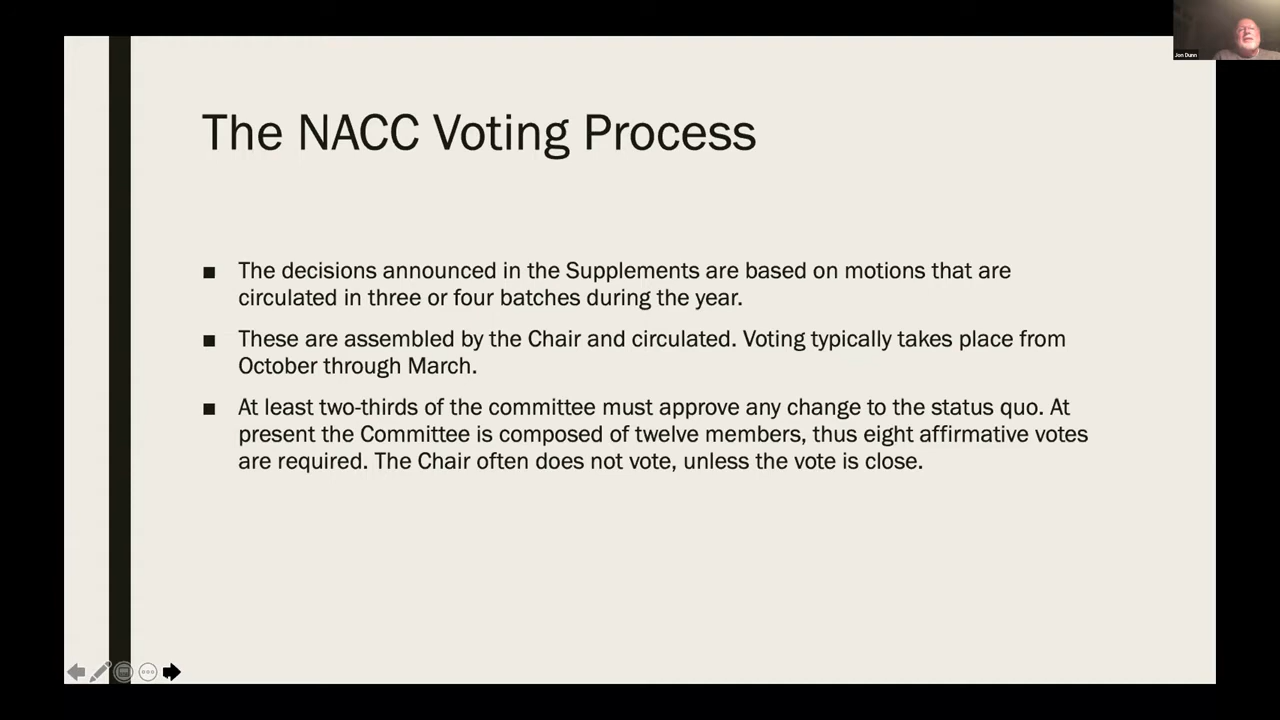 Jon Dunn
The NACC Voting Process
■ The decisions announced in the Supplements are based on motions that are
circulated in three or four batches during the year.
■ These are assembled by the Chair and circulated. Voting typically takes place from
October through March.
■ At least two-thirds of the committee must approve any change to the status quo. At
present the Committee is composed of twelve members, thus eight affirmative votes
are required. The Chair often does not vote, unless the vote is close.